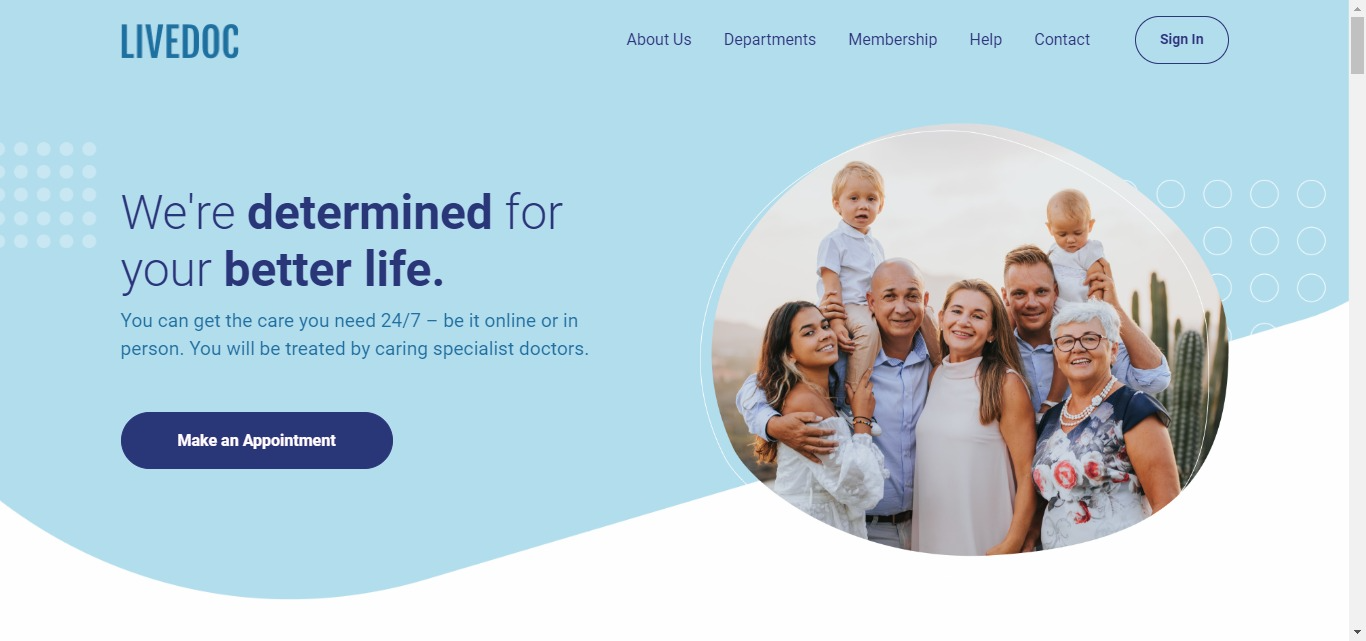 LIVEDOC
About Us Departments Membership Help Contact Sign In
We're determined for
your better life.
You can get the care you need 24/7 – be it online or in
person. You will be treated by caring specialist doctors.
Make an Appointment